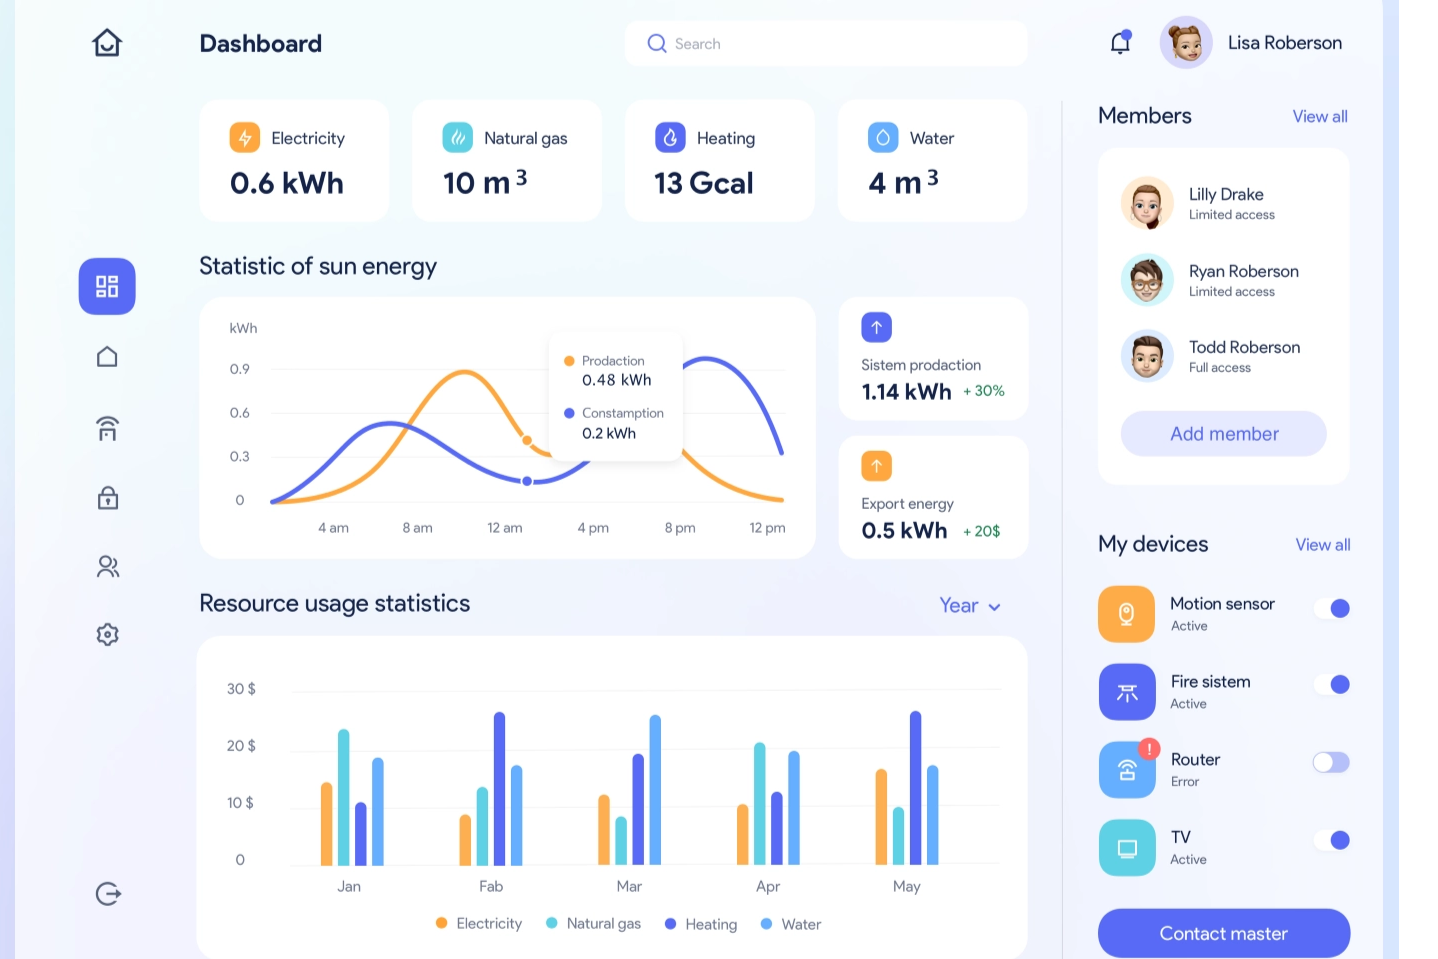 Dashboard
Search
Lisa Roberson
Electricity
0.6 kWh
Natural gas
10 m³
Heating
13 Gcal
Water
4 m³
Members
View all
Lilly Drake
Limited access
Ryan Roberson
Limited access
Todd Roberson
Full access
Add member
Statistic of sun energy
kWh
0.9
0.6
0.3
0
4 am
8 am
12 am
4 pm
8 pm
12 pm
Prodaction
0.48 kWh
Constamption
0.2 kWh
Sistem prodaction
1.14 kWh + 30%
Export energy
0.5 kWh + 20$
My devices
View all
Motion sensor
Active
Fire sistem
Active
!
Router
Error
TV
Active
Contact master
Resource usage statistics
Year
30 $
20 $
10 $
0
Jan
Fab
Mar
Apr
May
Electricity
Natural gas
Heating
Water